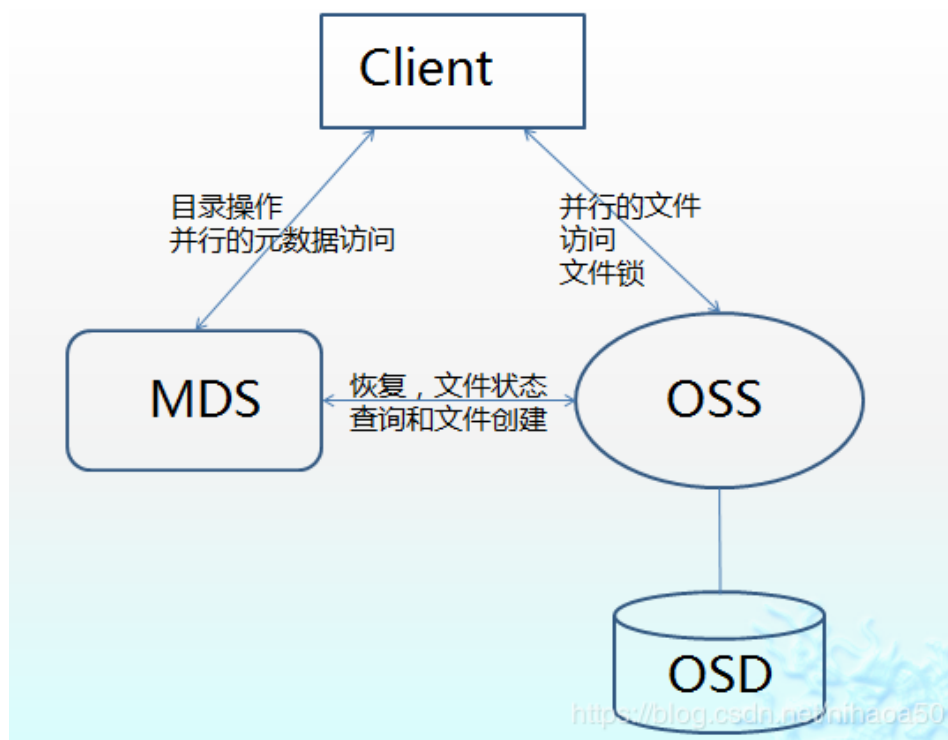 Client
目录操作
并行的元数据访问
并行的文件
访问
文件锁
MDS
恢复，文件状态
查询和文件创建
OSS
OSD
https://blog.csdn.net/nihaoa50